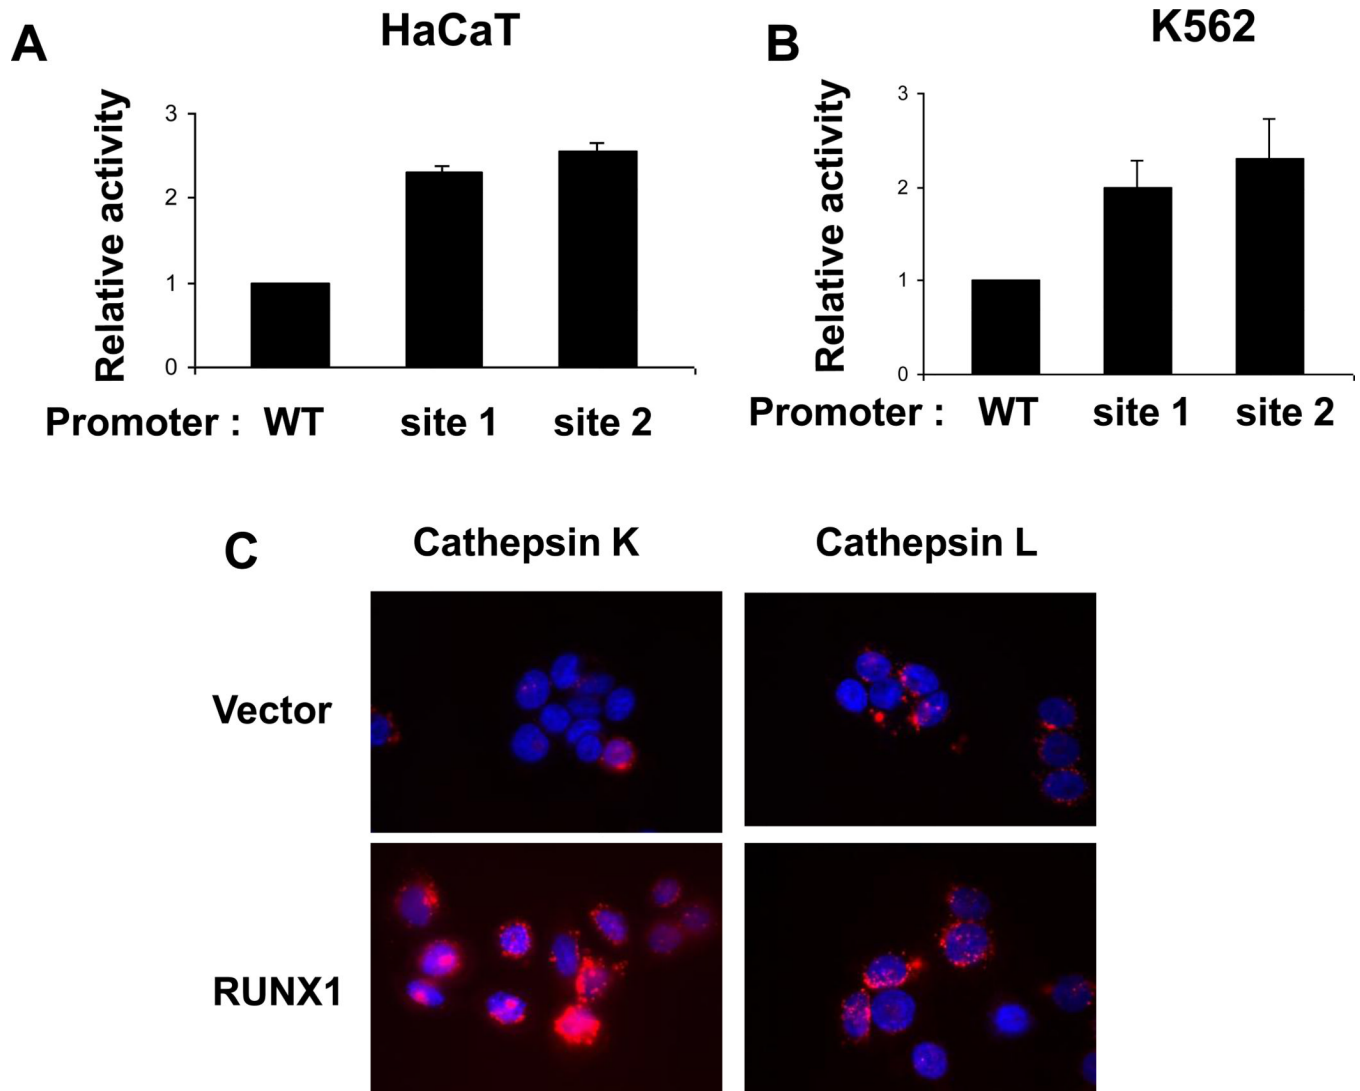 A
HaCaT
Relative activity
3
2
1
0
Promoter : WT site 1 site 2
B
K562
Relative activity
3
2
1
0
Promoter : WT site 1 site 2
C
Cathepsin K Cathepsin L
Vector
RUNX1